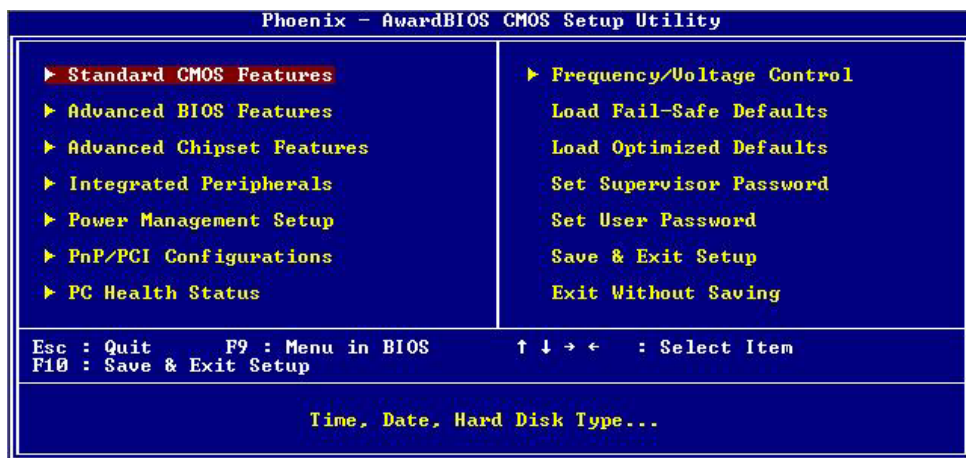 Phoenix - AwardBIOS CMOS Setup Utility
▶ Standard CMOS Features
▶ Advanced BIOS Features
▶ Advanced Chipset Features
▶ Integrated Peripherals
▶ Power Management Setup
▶ PnP/PCI Configurations
▶ PC Health Status
▶ Frequency/Voltage Control
Load Fail-Safe Defaults
Load Optimized Defaults
Set Supervisor Password
Set User Password
Save & Exit Setup
Exit Without Saving
Esc : Quit F9 : Menu in BIOS ↑ ↓ → ← : Select Item
F10 : Save & Exit Setup
Time, Date, Hard Disk Type...